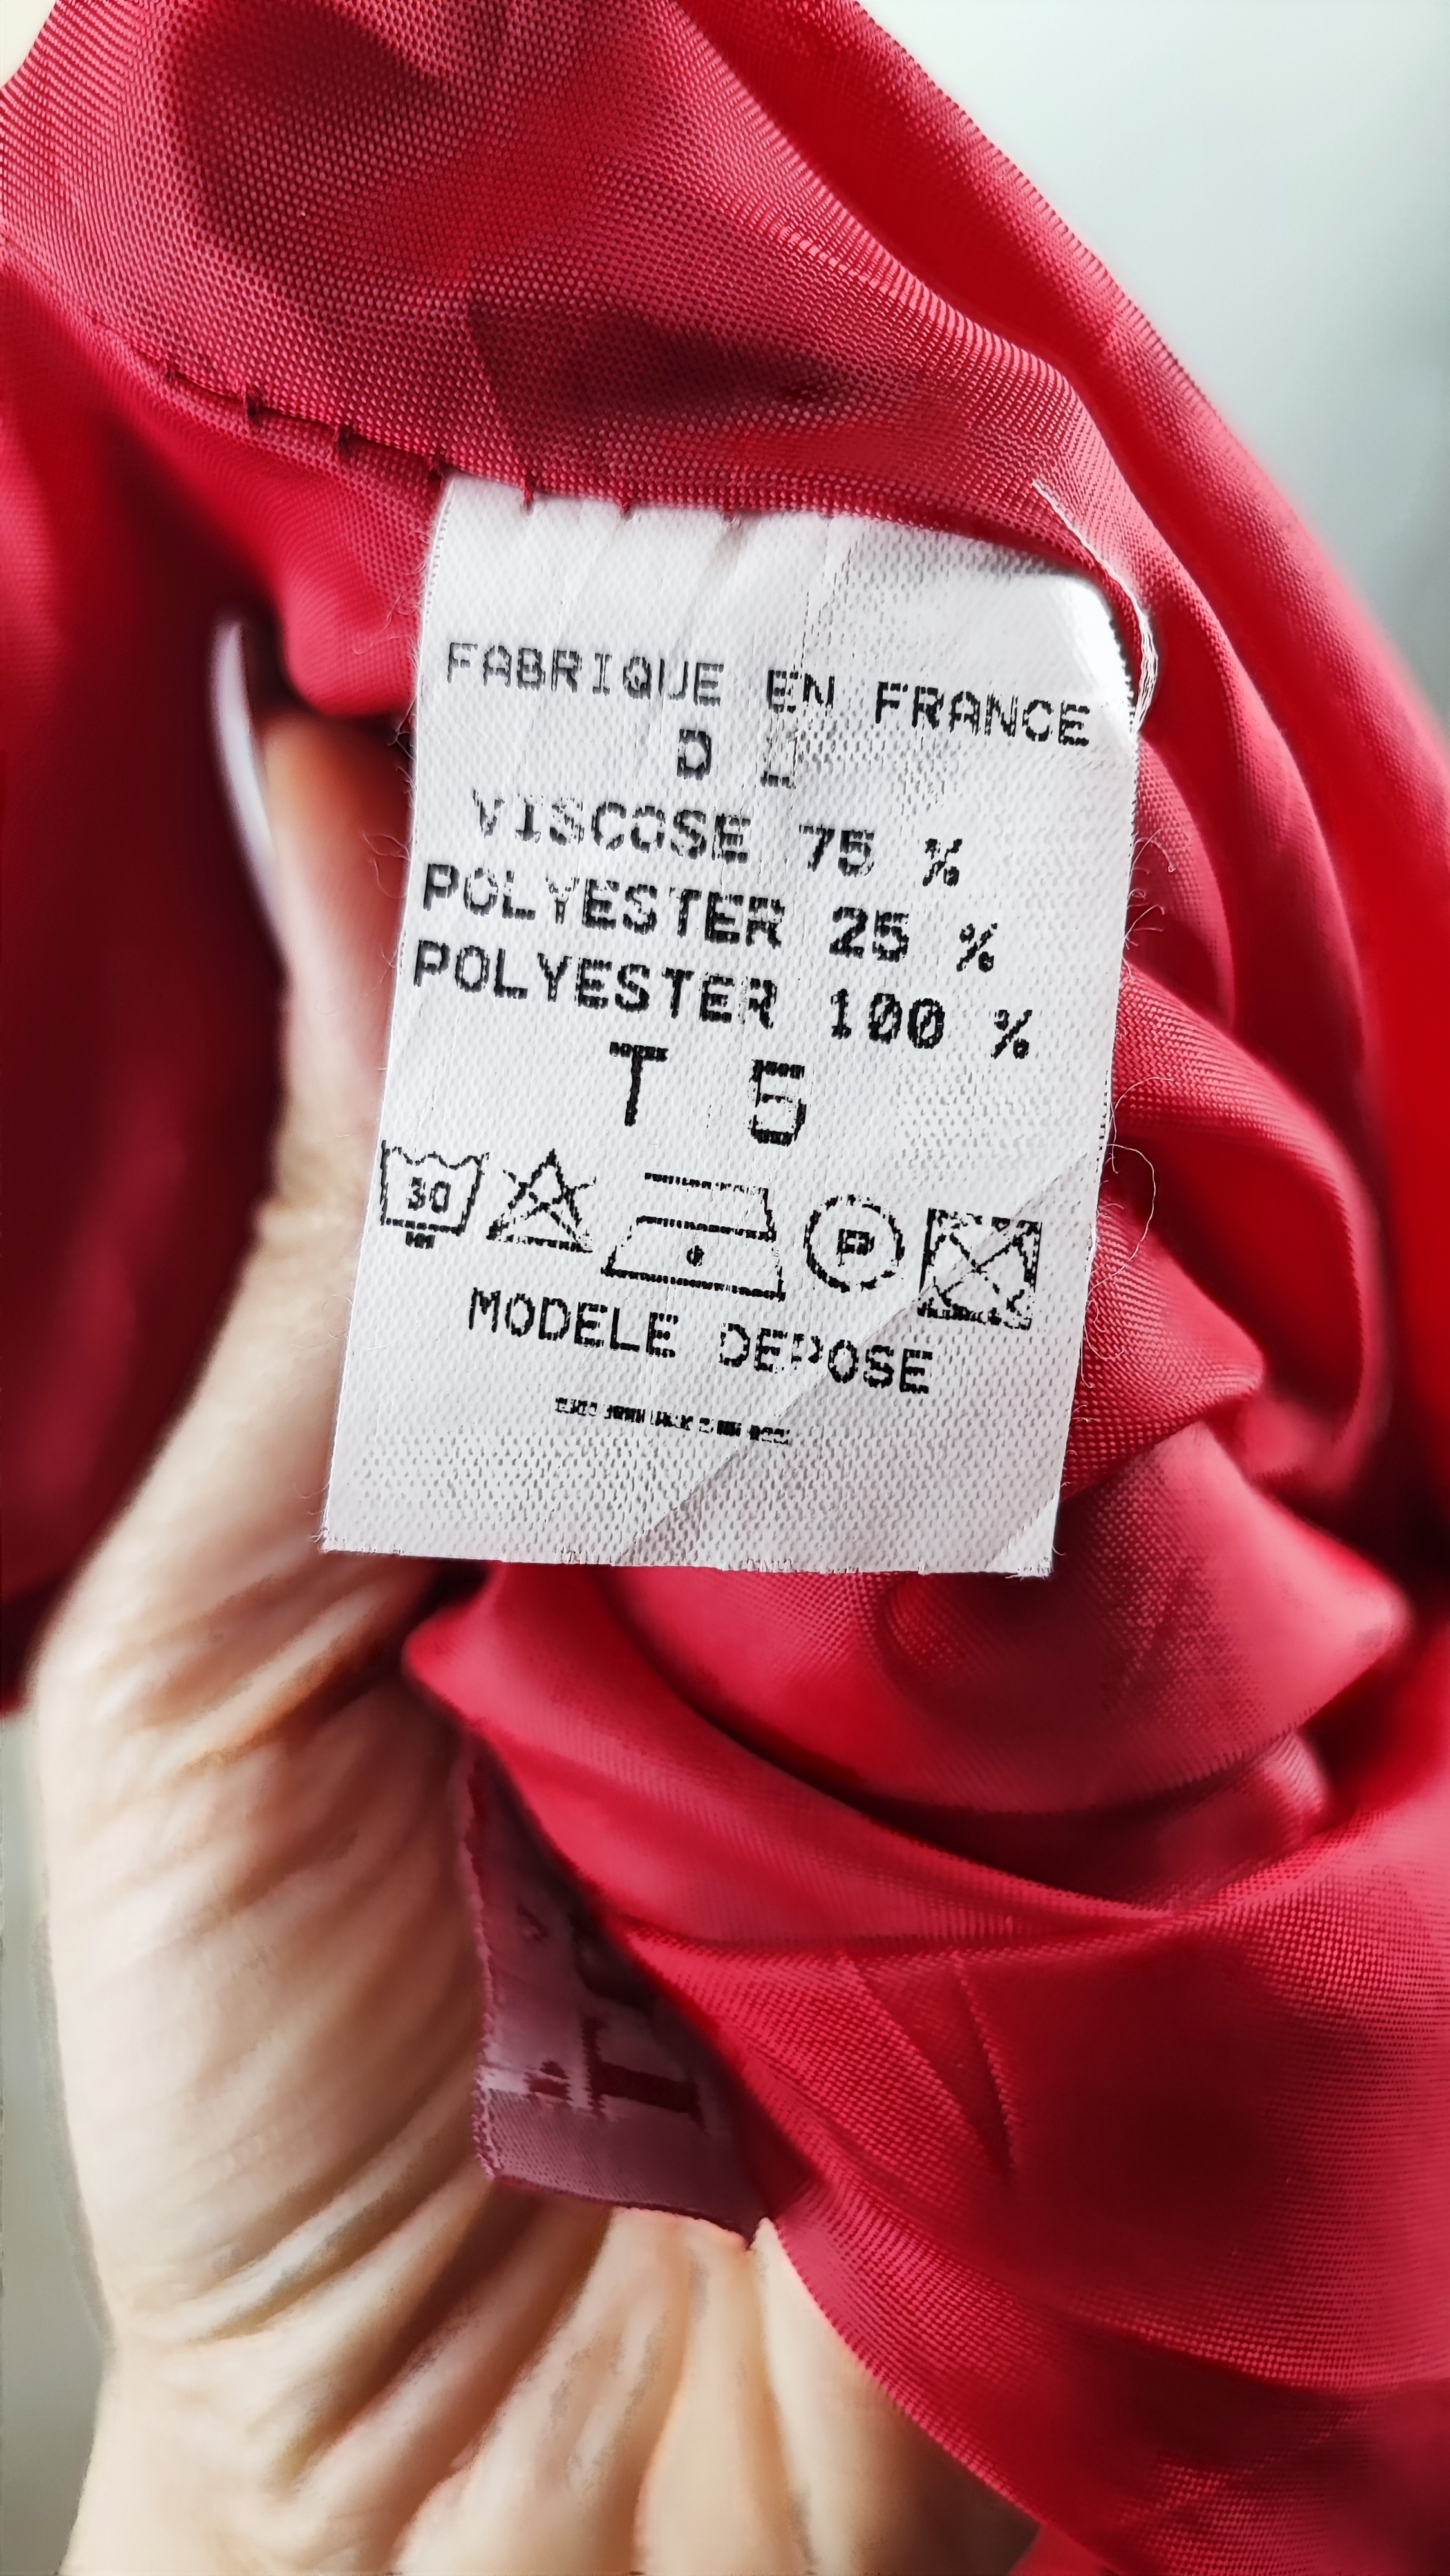 FABRIQUE EN FRANCE
D
VISCOSE 75 %
POLYESTER 25 %
POLYESTER 100 %
T 5
30
P
MODELE DEPOSE